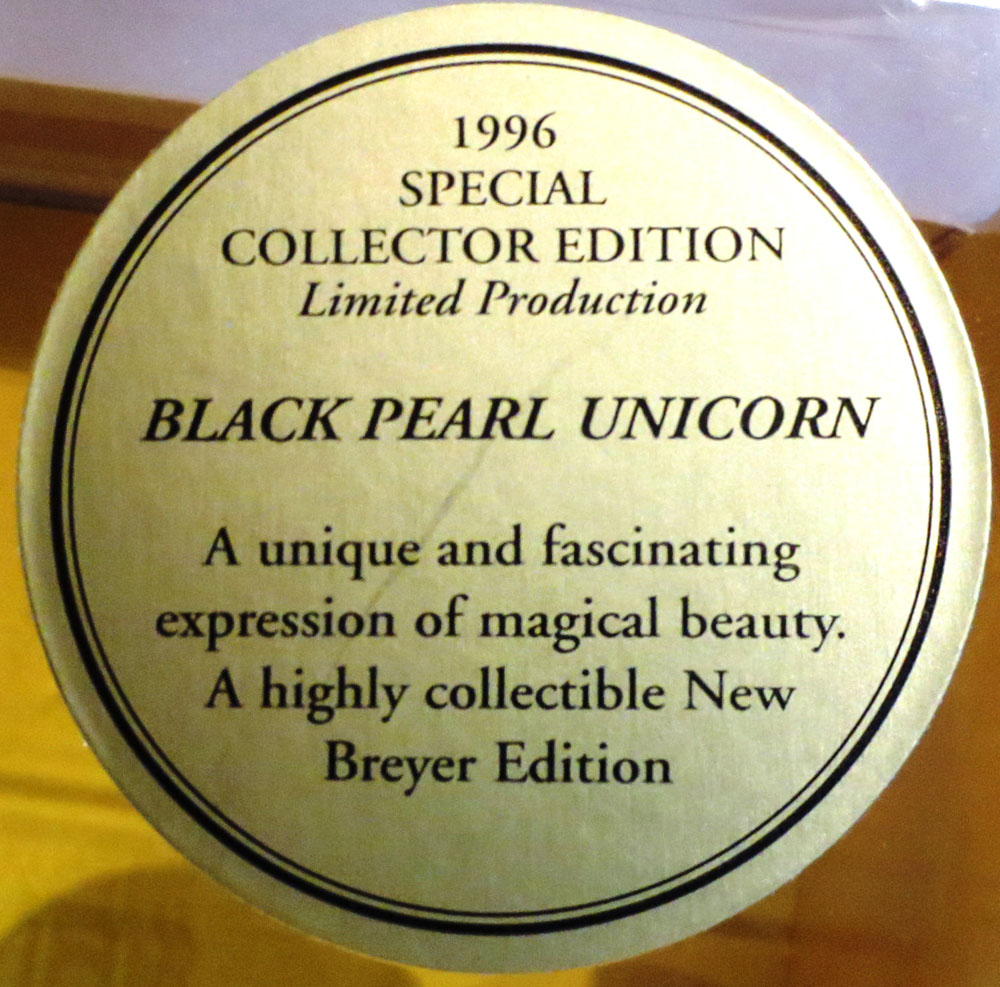 1996
SPECIAL
COLLECTOR EDITION
Limited Production
BLACK PEARL UNICORN
A unique and fascinating
expression of magical beauty.
A highly collectible New
Breyer Edition